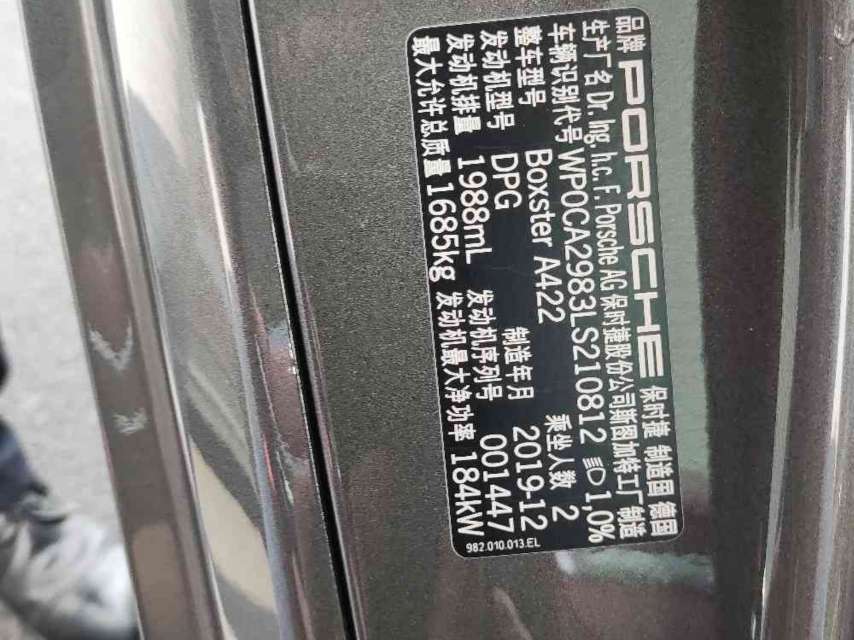 品牌 PORSCHE 保时捷 制造国 德国
生产厂名 Dr. Ing. h.c. F. Porsche AG 保时捷股份公司斯图加特工厂制造
车辆识别代号 WP0CA2983LS210812 1,0%
整车型号 Boxster A422 乘坐人数 2
发动机型号 DPG 制造年月 2019-12
发动机排量 1988mL 发动机序列号 001447
最大允许总质量 1685kg 发动机最大净功率 184kW
982.010.013.EL